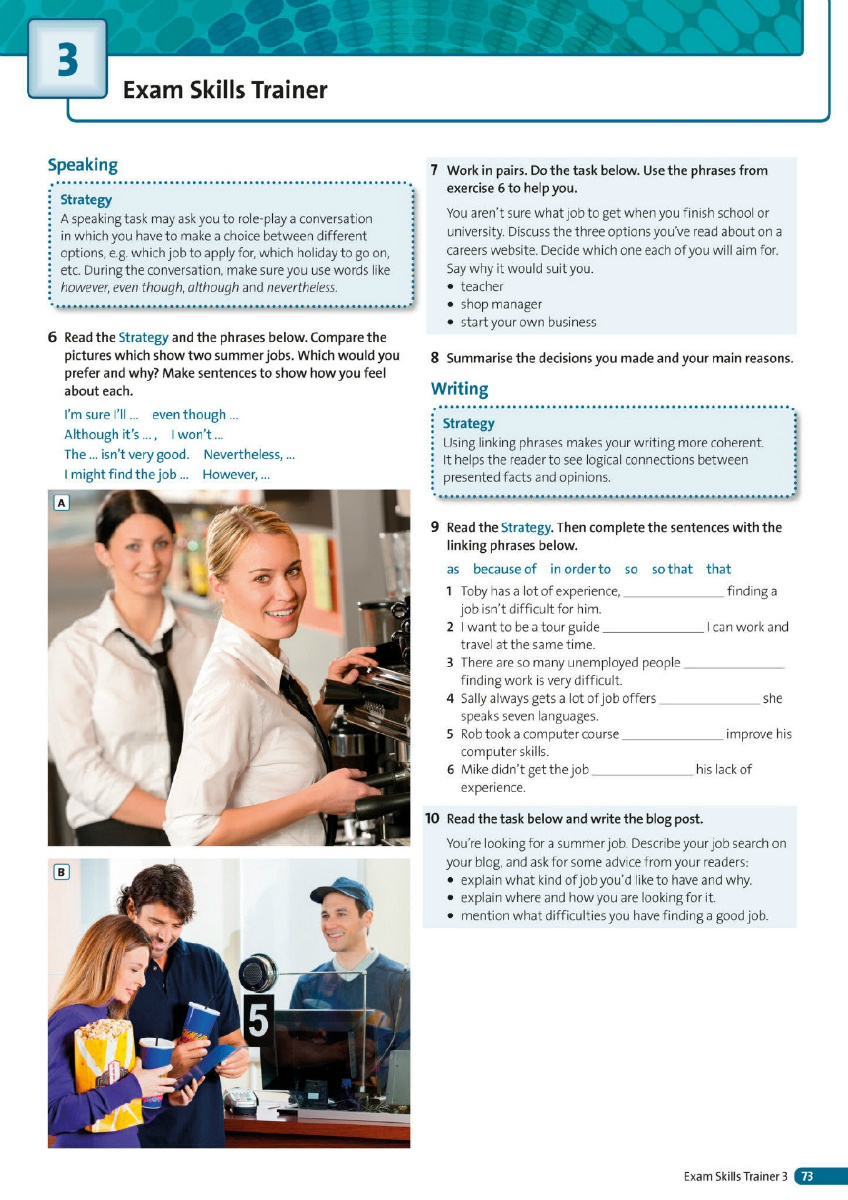 3
Exam Skills Trainer
Speaking
Strategy
A speaking task may ask you to role-play a conversation
in which you have to make a choice between different
options, e.g. which job to apply for, which holiday to go on,
etc. During the conversation, make sure you use words like
however, even though, although and nevertheless.
6 Read the Strategy and the phrases below. Compare the
pictures which show two summer jobs. Which would you
prefer and why? Make sentences to show how you feel
about each.
I'm sure I'll ... even though ...
Although it's ... , I won't ...
The ... isn't very good. Nevertheless, ...
I might find the job ... However, ...
A
B
5
7 Work in pairs. Do the task below. Use the phrases from
exercise 6 to help you.
You aren't sure what job to get when you finish school or
university. Discuss the three options you've read about on a
careers website. Decide which one each of you will aim for.
Say why it would suit you.
• teacher
• shop manager
• start your own business
8 Summarise the decisions you made and your main reasons.
Writing
Strategy
Using linking phrases makes your writing more coherent.
It helps the reader to see logical connections between
presented facts and opinions.
9 Read the Strategy. Then complete the sentences with the
linking phrases below.
as because of in order to so so that that
1 Toby has a lot of experience, _______________ finding a
job isn't difficult for him.
2 I want to be a tour guide _______________ I can work and
travel at the same time.
3 There are so many unemployed people _______________
finding work is very difficult.
4 Sally always gets a lot of job offers _______________ she
speaks seven languages.
5 Rob took a computer course _______________ improve his
computer skills.
6 Mike didn't get the job _______________ his lack of
experience.
10 Read the task below and write the blog post.
You're looking for a summer job. Describe your job search on
your blog, and ask for some advice from your readers:
• explain what kind of job you'd like to have and why.
• explain where and how you are looking for it.
• mention what difficulties you have finding a good job.
Exam Skills Trainer 3 73